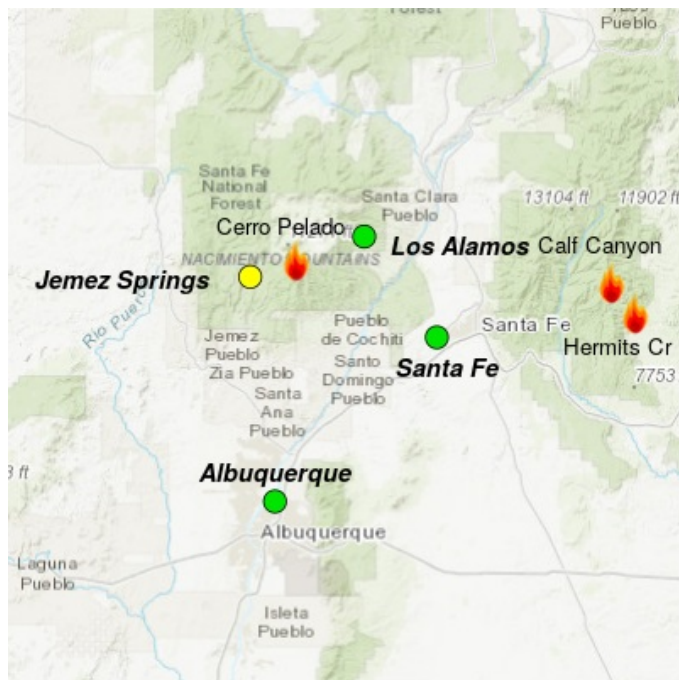 Forest
Pueblo
Santa Fe
National
Forest
Santa Clara
Pueblo
13104 ft
11902 ft
Cerro Pelado
Los Alamos
Calf Canyon
Jemez Springs
Rio Puerco
Jemez
Pueblo
Zia Pueblo
Pueblo
de Cochiti
Santa Fe
Hermits Cr
Santo
Domingo
Pueblo
Santa Fe
7753
Santa
Ana
Pueblo
Albuquerque
Albuquerque
Laguna
Pueblo
Isleta
Pueblo